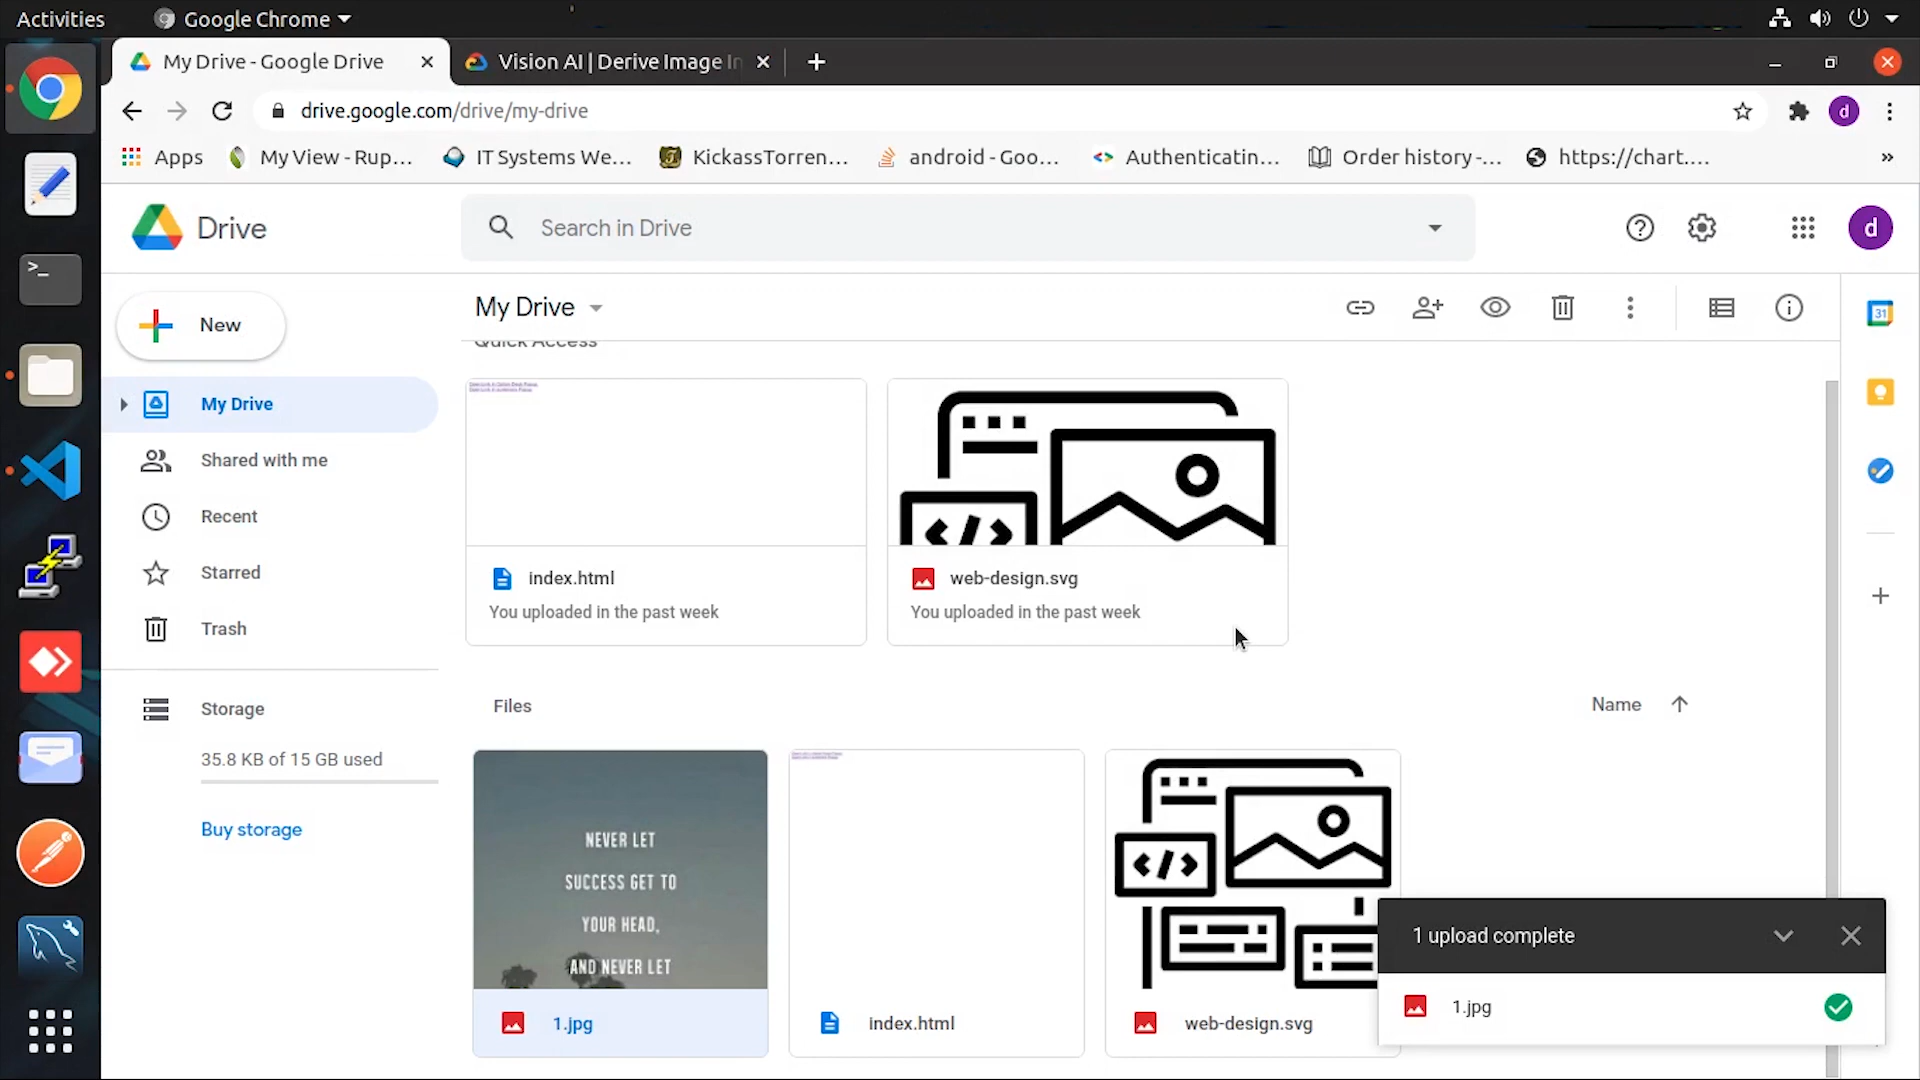 Activities
Google Chrome
My Drive - Google Drive
Vision AI | Derive Image In
drive.google.com/drive/my-drive
d
Apps
My View - Rup...
IT Systems We...
KickassTorren...
android - Goo...
Authenticatin...
Order history -...
https://chart....
»
Drive
Search in Drive
d
New
My Drive
31
Quick Access
My Drive
Shared with me
Recent
Starred
Trash
index.html
You uploaded in the past week
web-design.svg
You uploaded in the past week
Storage
35.8 KB of 15 GB used
Buy storage
Files
Name
NEVER LET
SUCCESS GET TO
YOUR HEAD,
AND NEVER LET
1.jpg
index.html
web-design.svg
1 upload complete
1.jpg